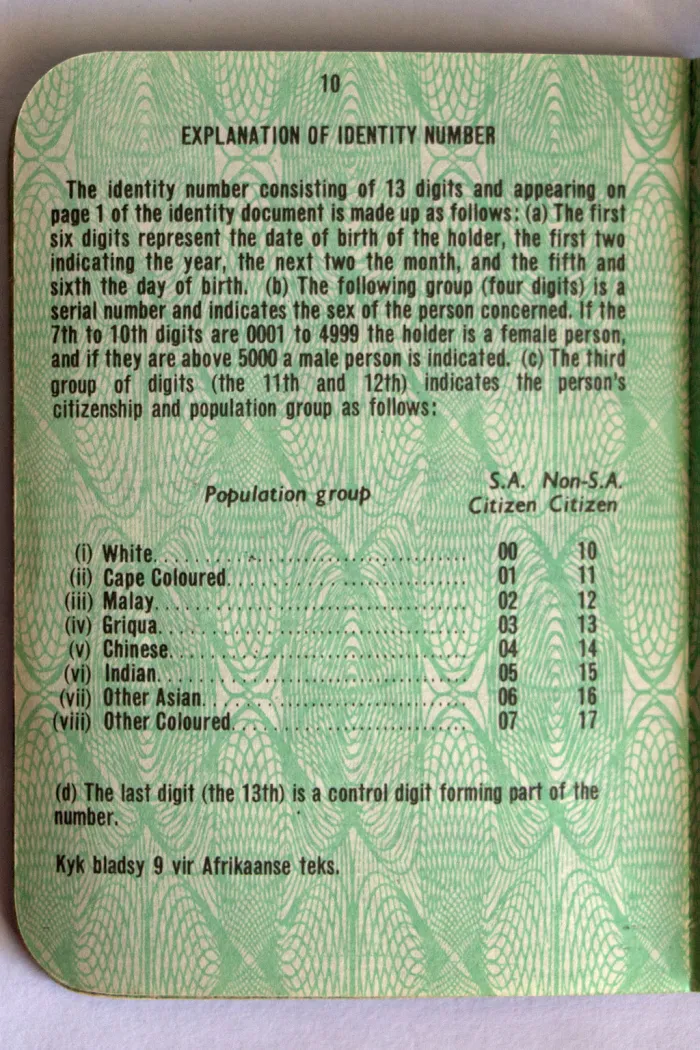 10
EXPLANATION OF IDENTITY NUMBER
The identity number consisting of 13 digits and appearing on
page 1 of the identity document is made up as follows: (a) The first
six digits represent the date of birth of the holder, the first two
indicating the year, the next two the month, and the fifth and
sixth the day of birth. (b) The following group (four digits) is a
serial number and indicates the sex of the person concerned. If the
7th to 10th digits are 0001 to 4999 the holder is a female person,
and if they are above 5000 a male person is indicated. (c) The third
group of digits (the 11th and 12th) indicates the person's
citizenship and population group as follows:
Population group S.A. Citizen Non-S.A. Citizen
(i) White 00 10
(ii) Cape Coloured 01 11
(iii) Malay 02 12
(iv) Griqua 03 13
(v) Chinese 04 14
(vi) Indian 05 15
(vii) Other Asian 06 16
(viii) Other Coloured 07 17
(d) The last digit (the 13th) is a control digit forming part of the
number.
Kyk bladsy 9 vir Afrikaanse teks.